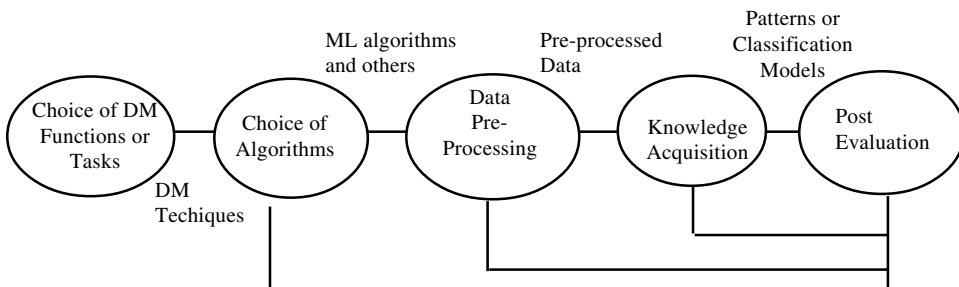 Choice of DM
Functions or
Tasks
DM
Techiques
Choice of
Algorithms
ML algorithms
and others
Data
Pre-
Processing
Pre-processed
Data
Knowledge
Acquisition
Patterns or
Classification
Models
Post
Evaluation